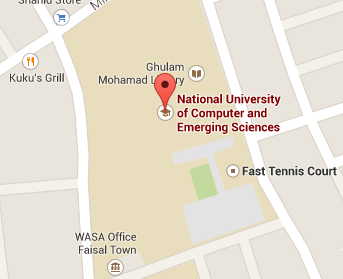 Shahid Store
Kuku's Grill
Ghulam
Mohamad
National University
of Computer and
Emerging Sciences
Fast Tennis Court
WASA Office
Faisal Town